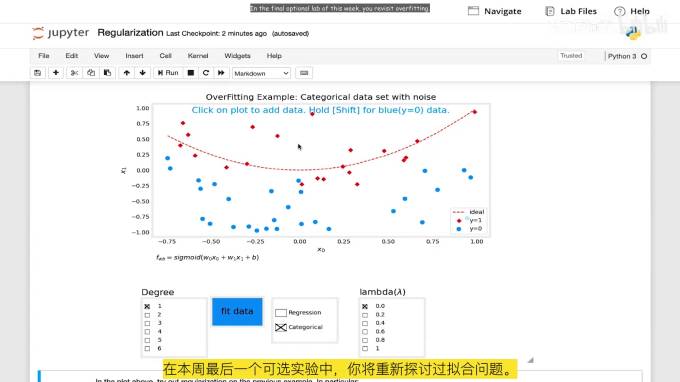 In the final optional lab of this week, you revisit overfitting.
Navigate Lab Files Help
jupyter Regularization Last Checkpoint: 2 minutes ago (autosaved)
File Edit View Insert Cell Kernel Widgets Help
Trusted Python 3
Run Markdown
OverFitting Example: Categorical data set with noise
Click on plot to add data. Hold [Shift] for blue(y=0) data.
1.00
0.75
0.50
0.25
0.00
−0.25
−0.50
−0.75
−1.00
x₁
−0.75 −0.50 −0.25 0.00 0.25 0.50 0.75 1.00
x₀
ideal
y=1
y=0
fwb = sigmoid(w₀x₀ + w₁x₁ + b)
Degree
1
2
3
4
5
6
fit data
Regression
Categorical
lambda(λ)
0.0
0.2
0.4
0.6
0.8
1
在本周最后一个可选实验中，你将重新探讨过拟合问题。
In the plot above, try out regularization on the previous example. In particular: